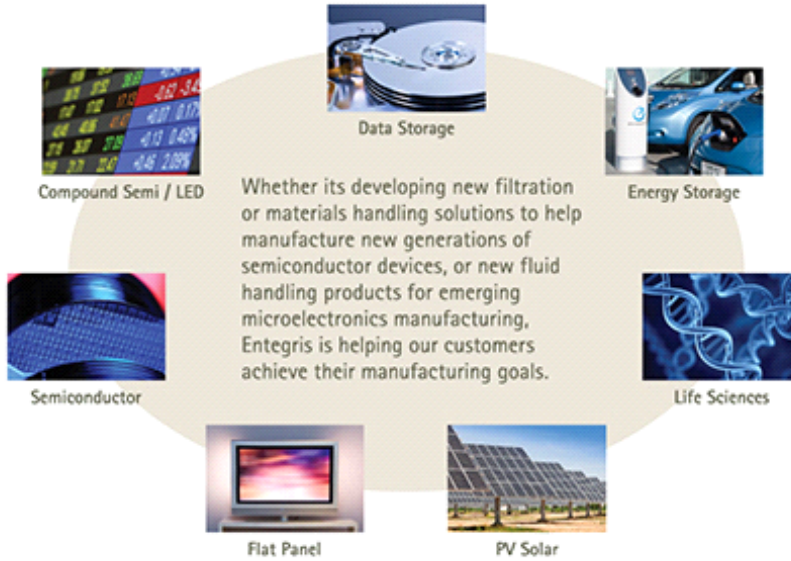 Data Storage
Compound Semi / LED
Energy Storage
Whether its developing new filtration
or materials handling solutions to help
manufacture new generations of
semiconductor devices, or new fluid
handling products for emerging
microelectronics manufacturing,
Entegris is helping our customers
achieve their manufacturing goals.
Semiconductor
Life Sciences
Flat Panel
PV Solar